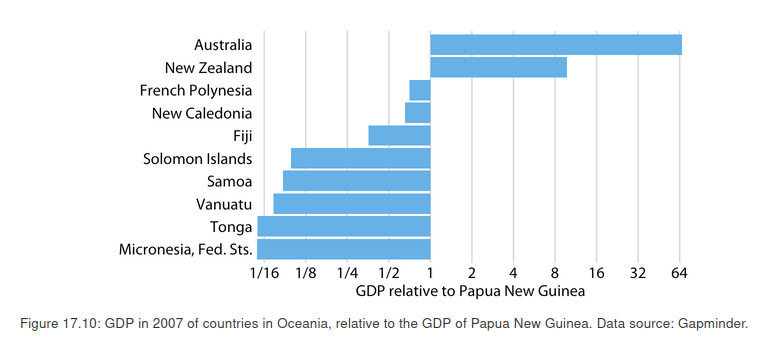 Australia
New Zealand
French Polynesia
New Caledonia
Fiji
Solomon Islands
Samoa
Vanuatu
Tonga
Micronesia, Fed. Sts.
1/16 1/8 1/4 1/2 1 2 4 8 16 32 64
GDP relative to Papua New Guinea
Figure 17.10: GDP in 2007 of countries in Oceania, relative to the GDP of Papua New Guinea. Data source: Gapminder.